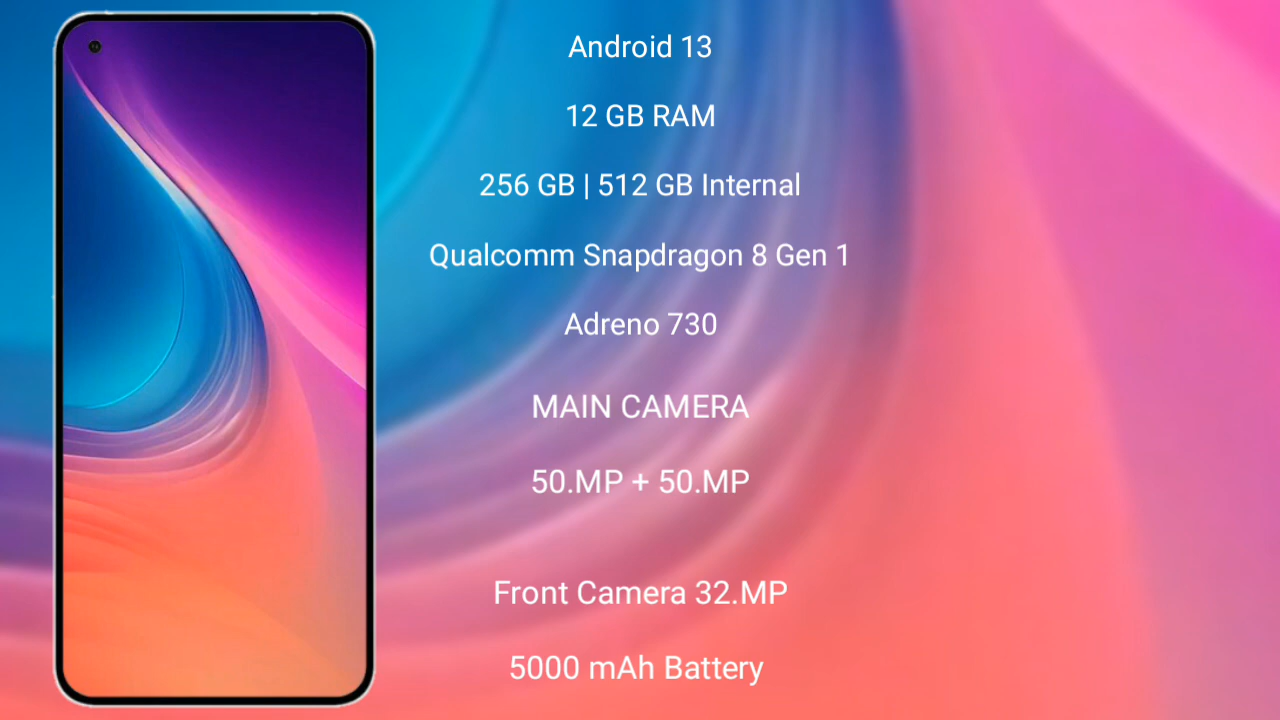 Android 13
12 GB RAM
256 GB | 512 GB Internal
Qualcomm Snapdragon 8 Gen 1
Adreno 730
MAIN CAMERA
50.MP + 50.MP
Front Camera 32.MP
5000 mAh Battery